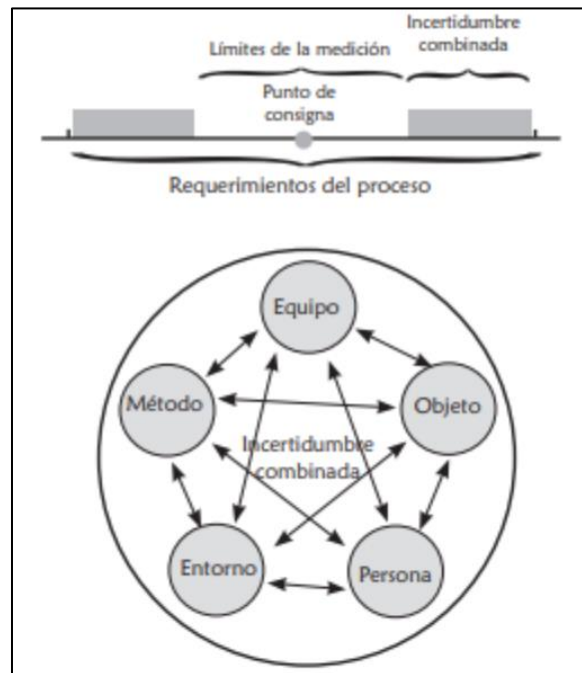 Incertidumbre
combinada
Límites de la medición
Punto de
consigna
Requerimientos del proceso
Equipo
Método
Objeto
Incertidumbre
combinada
Entorno
Persona